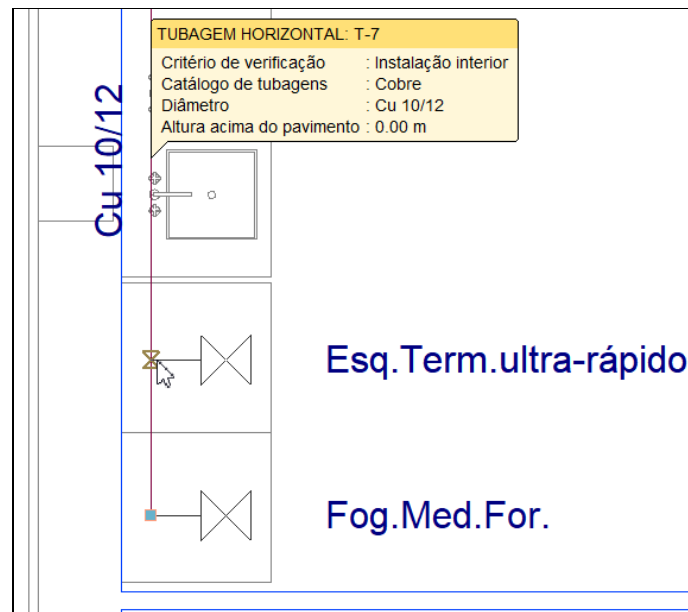 TUBAGEM HORIZONTAL: T-7
Critério de verificação : Instalação interior
Catálogo de tubagens : Cobre
Diâmetro : Cu 10/12
Altura acima do pavimento : 0.00 m
Cu 10/12
Esq.Term.ultra-rápido
Fog.Med.For.